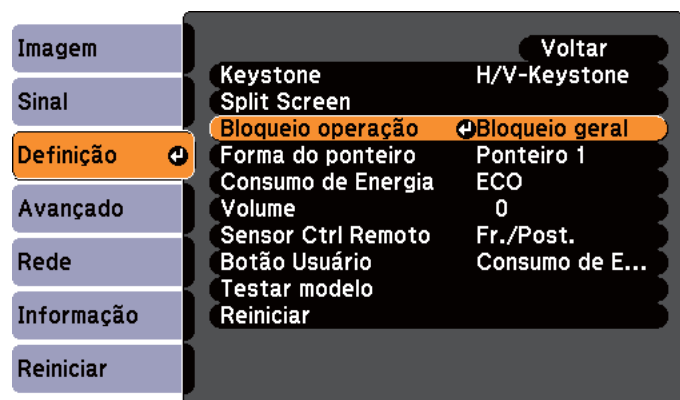 Imagem
Sinal
Definição
Avançado
Rede
Informação
Reiniciar
Voltar
Keystone H/V-Keystone
Split Screen
Bloqueio operação Bloqueio geral
Forma do ponteiro Ponteiro 1
Consumo de Energia ECO
Volume 0
Sensor Ctrl Remoto Fr./Post.
Botão Usuário Consumo de E...
Testar modelo
Reiniciar